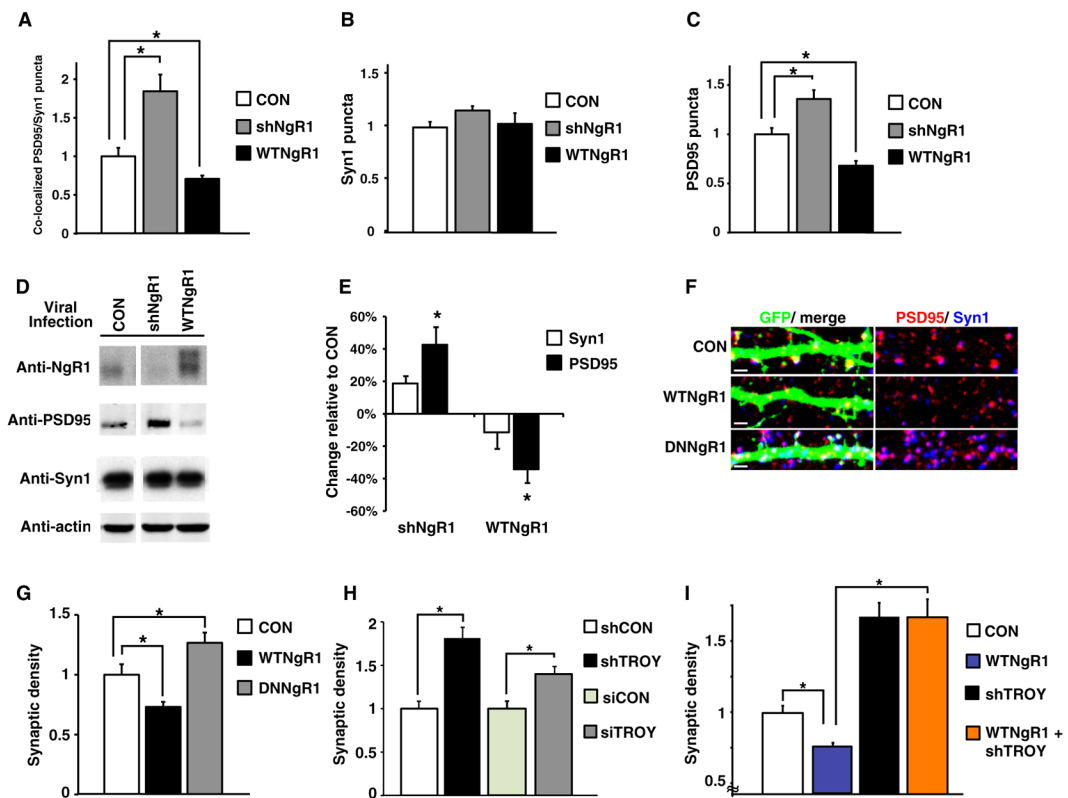 A
Co-localized PSD95/Syn1 puncta
2
1.5
1
0.5
0
*
*
CON
shNgR1
WTNgR1
B
Syn1 puncta
1.5
1
0.5
0
CON
shNgR1
WTNgR1
C
PSD95 puncta
1.5
1
0.5
0
*
*
CON
shNgR1
WTNgR1
D
Viral
Infection
CON
shNgR1
WTNgR1
Anti-NgR1
Anti-PSD95
Anti-Syn1
Anti-actin
E
Change relative to CON
60%
40%
20%
0%
-20%
-40%
-60%
*
*
Syn1
PSD95
shNgR1 WTNgR1
F
GFP/ merge PSD95/ Syn1
CON
WTNgR1
DNNgR1
G
Synaptic density
1.5
1
0.5
0
*
*
CON
WTNgR1
DNNgR1
H
Synaptic density
2
1.5
1
0.5
0
*
*
shCON
shTROY
siCON
siTROY
I
Synaptic density
1.5
1
0.5
≈
*
*
CON
WTNgR1
shTROY
WTNgR1 +
shTROY